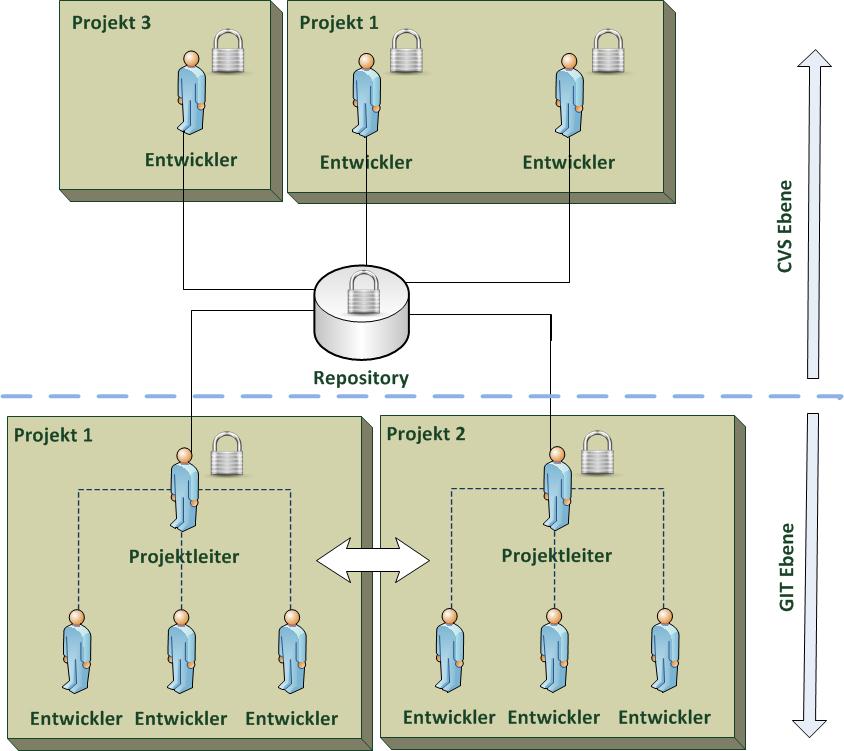 Projekt 3
Projekt 1
Entwickler
Entwickler
Entwickler
CVS Ebene
Repository
Projekt 1
Projekt 2
Projektleiter
Projektleiter
GIT Ebene
Entwickler
Entwickler
Entwickler
Entwickler
Entwickler
Entwickler